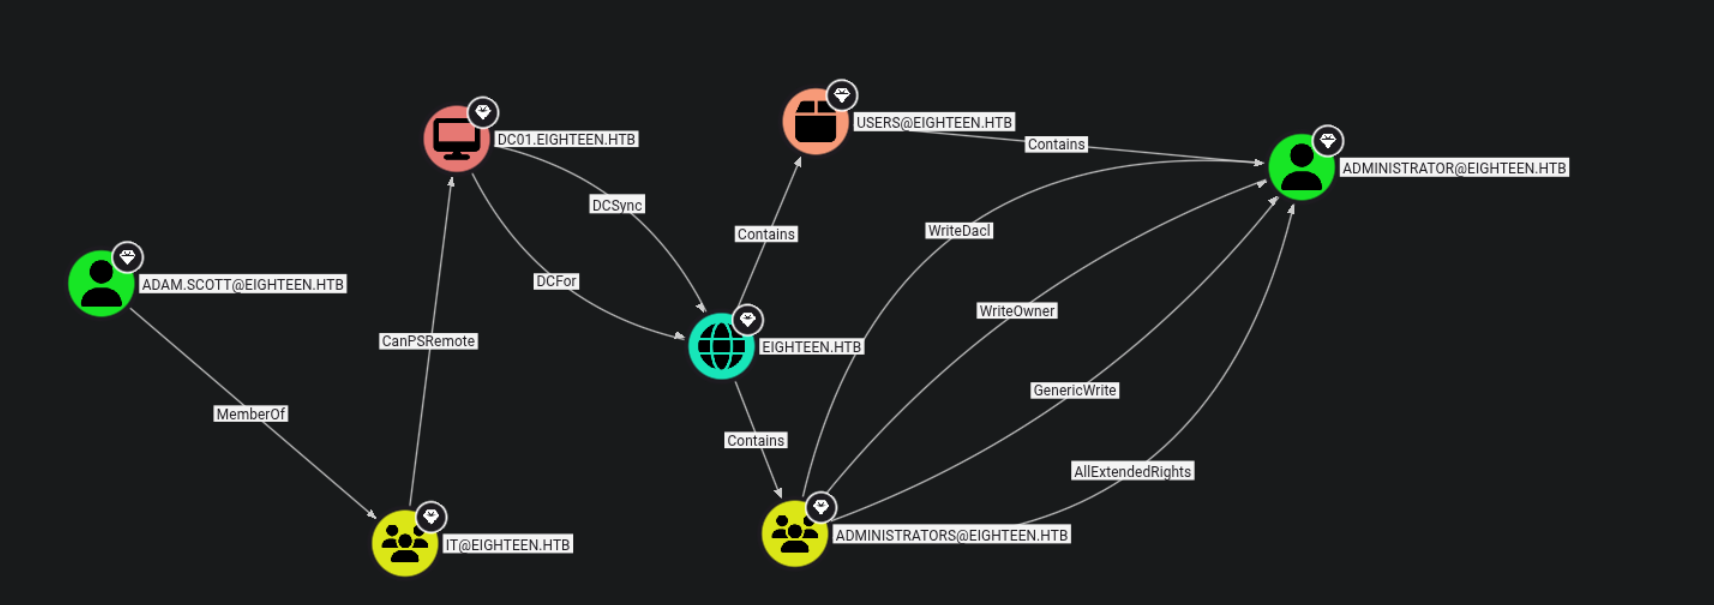 USERS@EIGHTEEN.HTB
DC01.EIGHTEEN.HTB
Contains
ADMINISTRATOR@EIGHTEEN.HTB
DCSync
WriteDacl
Contains
DCFor
ADAM.SCOTT@EIGHTEEN.HTB
WriteOwner
CanPSRemote
EIGHTEEN.HTB
GenericWrite
MemberOf
Contains
AllExtendedRights
ADMINISTRATORS@EIGHTEEN.HTB
IT@EIGHTEEN.HTB